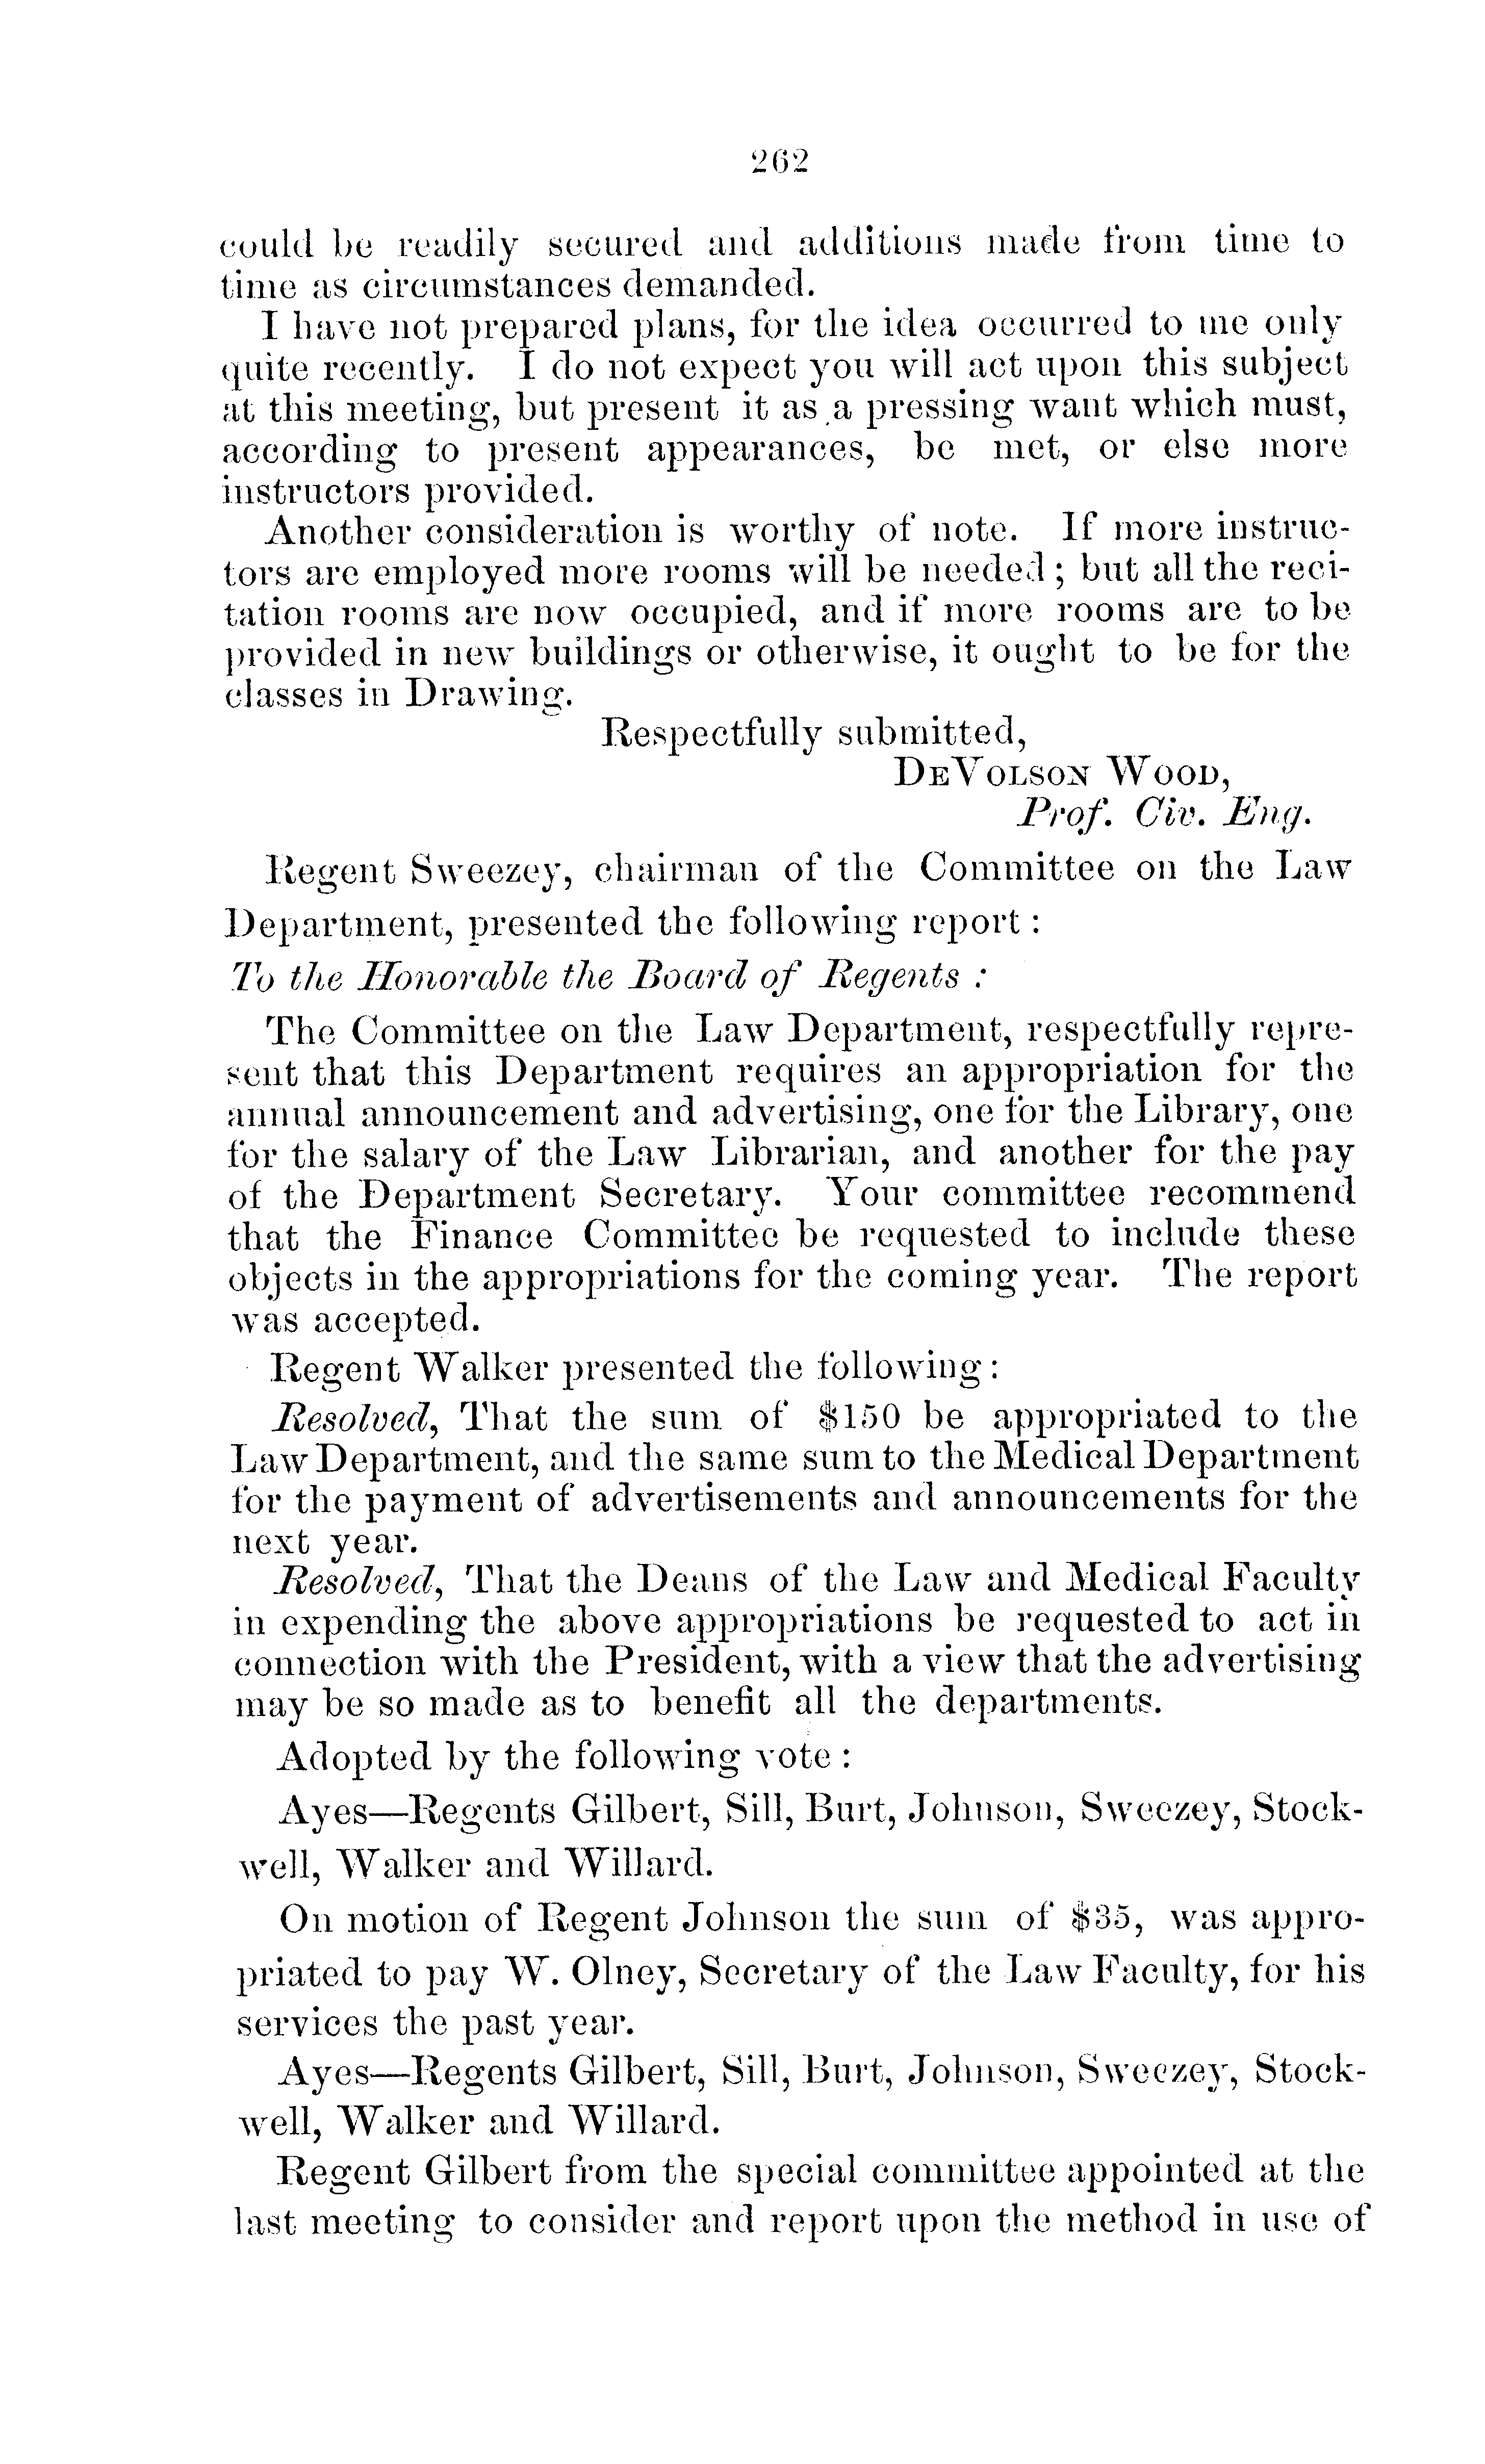 262
could be readily secured and additions made from time to
time as circumstances demanded.
I have not prepared plans, for the idea occurred to me only
quite recently. I do not expect you will act upon this subject
at this meeting, but present it as a pressing want which must,
according to present appearances, be met, or else more
instructors provided.
Another consideration is worthy of note. If more instruc-
tors are employed more rooms will be needed; but all the reci-
tation rooms are now occupied, and if more rooms are to be
provided in new buildings or otherwise, it ought to be for the
classes in Drawing.
Respectfully submitted,
DeVolson Wood,
Prof. Civ. Eng.
Regent Sweezey, chairman of the Committee on the Law
Department, presented the following report:
To the Honorable the Board of Regents:
The Committee on the Law Department, respectfully repre-
sent that this Department requires an appropriation for the
annual announcement and advertising, one for the Library, one
for the salary of the Law Librarian, and another for the pay
of the Department Secretary. Your committee recommend
that the Finance Committee be requested to include these
objects in the appropriations for the coming year. The report
was accepted.
Regent Walker presented the following:
Resolved, That the sum of $150 be appropriated to the
Law Department, and the same sum to the Medical Department
for the payment of advertisements and announcements for the
next year.
Resolved, That the Deans of the Law and Medical Faculty
in expending the above appropriations be requested to act in
connection with the President, with a view that the advertising
may be so made as to benefit all the departments.
Adopted by the following vote:
Ayes—Regents Gilbert, Sill, Burt, Johnson, Sweezey, Stock-
well, Walker and Willard.
On motion of Regent Johnson the sum of $35, was appro-
priated to pay W. Olney, Secretary of the Law Faculty, for his
services the past year.
Ayes—Regents Gilbert, Sill, Burt, Johnson, Sweezey, Stock-
well, Walker and Willard.
Regent Gilbert from the special committee appointed at the
last meeting to consider and report upon the method in use of